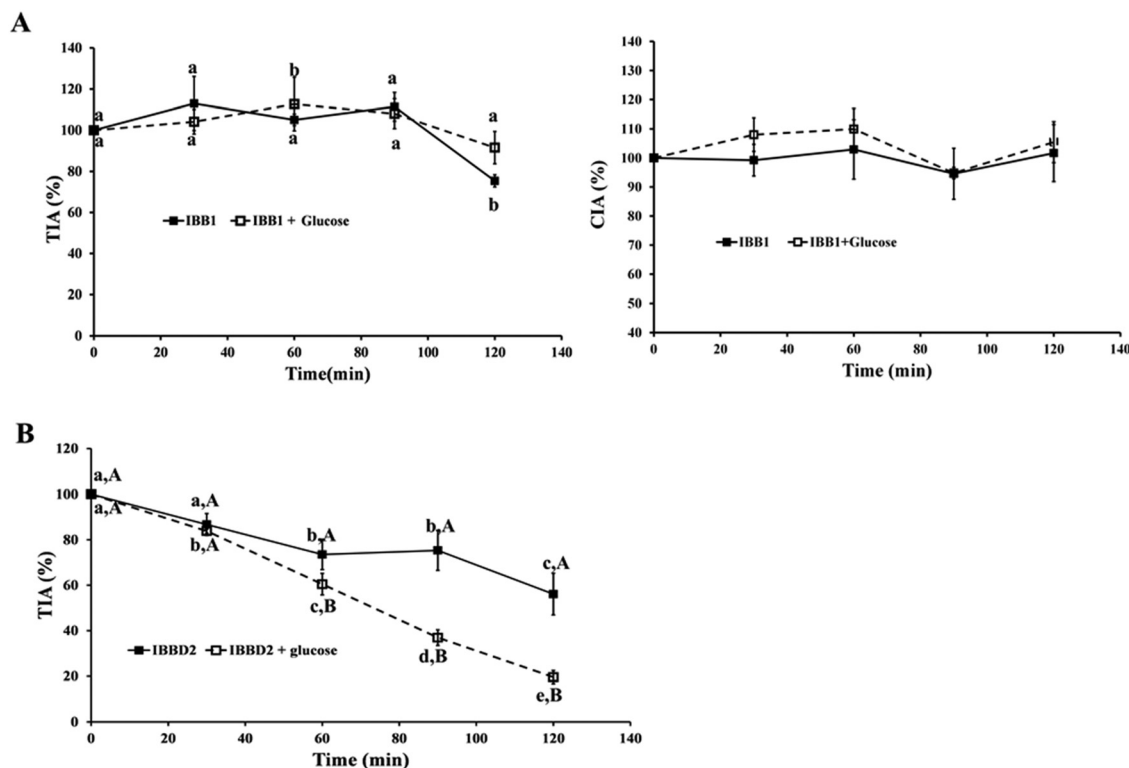 A
140
120
100
80
60
40
20
0
TIA (%)
a
a
a
a
b
a
a
a
a
b
IBB1
IBB1 + Glucose
0 20 40 60 80 100 120 140
Time(min)
140
130
120
110
100
90
80
70
60
50
40
CIA (%)
IBB1
IBB1+Glucose
0 20 40 60 80 100 120 140
Time (min)
B
120
100
80
60
40
20
0
TIA (%)
a,A
a,A
a,A
b,A
b,A
c,B
b,A
d,B
c,A
e,B
IBBD2
IBBD2 + glucose
0 20 40 60 80 100 120 140
Time (min)